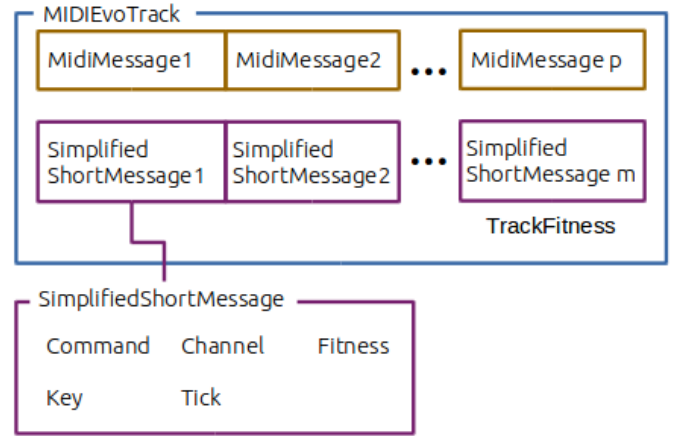 MIDIEvoTrack
MidiMessage1 MidiMessage2 ... MidiMessage p
Simplified Simplified ... Simplified
ShortMessage1 ShortMessage2 ShortMessage m
TrackFitness
SimplifiedShortMessage
Command Channel Fitness
Key Tick